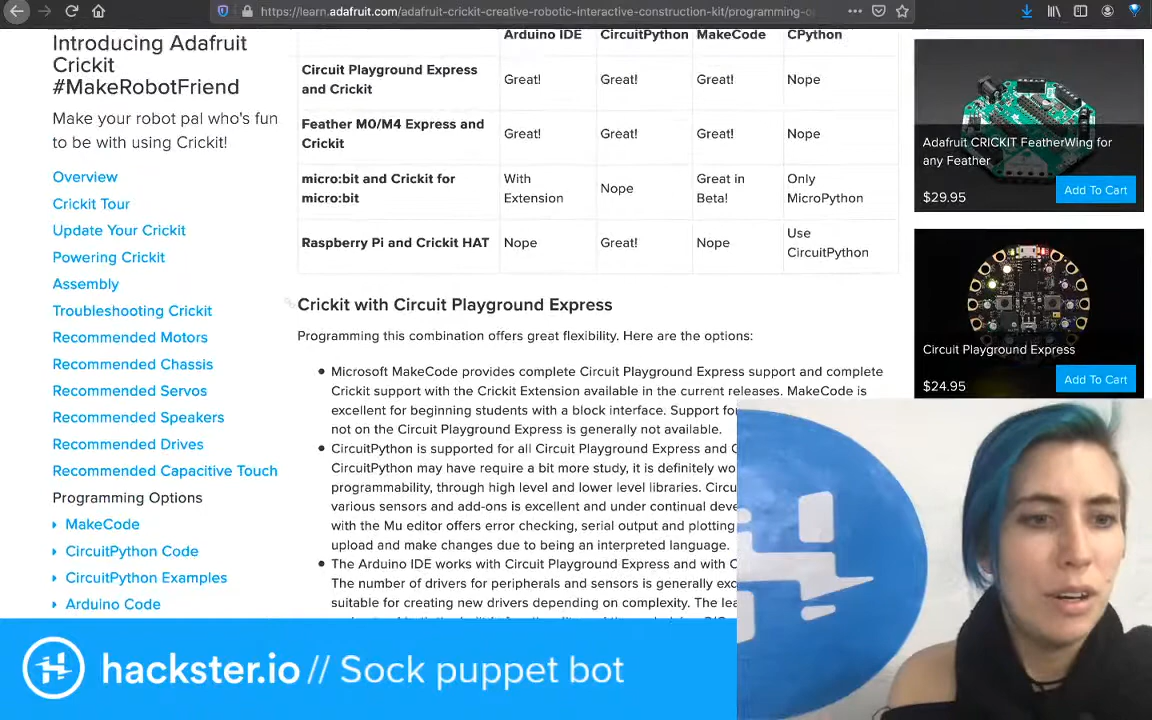 https://learn.adafruit.com/adafruit-crickit-creative-robotic-interactive-construction-kit/programming-o
Introducing Adafruit
Crickit
#MakeRobotFriend
Make your robot pal who's fun
to be with using Crickit!
Overview
Crickit Tour
Update Your Crickit
Powering Crickit
Assembly
Troubleshooting Crickit
Recommended Motors
Recommended Chassis
Recommended Servos
Recommended Speakers
Recommended Drives
Recommended Capacitive Touch
Programming Options
MakeCode
CircuitPython Code
CircuitPython Examples
Arduino Code
Arduino IDE CircuitPython MakeCode CPython
Circuit Playground Express
and Crickit
Great! Great! Great! Nope
Feather M0/M4 Express and
Crickit
Great! Great! Great! Nope
micro:bit and Crickit for
micro:bit
With
Extension
Nope
Great in
Beta!
Only
MicroPython
Raspberry Pi and Crickit HAT Nope Great! Nope
Use
CircuitPython
Crickit with Circuit Playground Express
Programming this combination offers great flexibility. Here are the options:
Microsoft MakeCode provides complete Circuit Playground Express support and complete
Crickit support with the Crickit Extension available in the current releases. MakeCode is
excellent for beginning students with a block interface. Support for
not on the Circuit Playground Express is generally not available.
CircuitPython is supported for all Circuit Playground Express and C
CircuitPython may have require a bit more study, it is definitely wo
programmability, through high level and lower level libraries. Circu
various sensors and add-ons is excellent and under continual deve
with the Mu editor offers error checking, serial output and plotting
upload and make changes due to being an interpreted language.
The Arduino IDE works with Circuit Playground Express and with C
The number of drivers for peripherals and sensors is generally exc
suitable for creating new drivers depending on complexity. The lea
Adafruit CRICKIT FeatherWing for
any Feather
$29.95
Add To Cart
Circuit Playground Express
$24.95
Add To Cart
hackster.io // Sock puppet bot